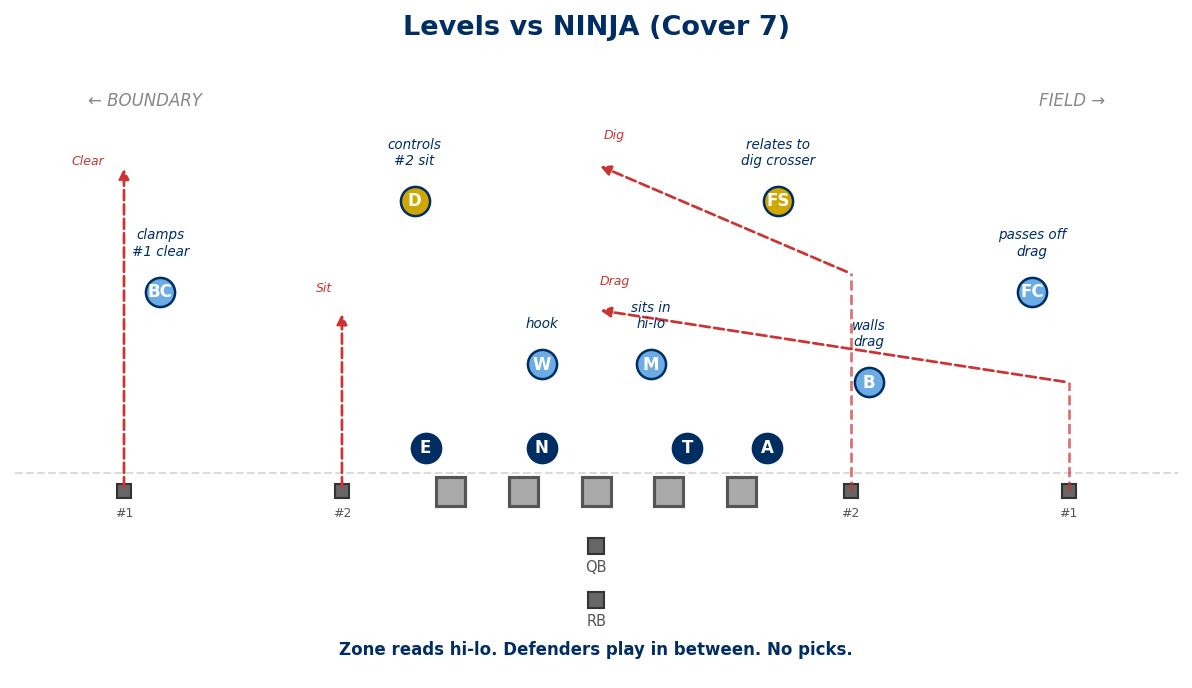 Levels vs NINJA (Cover 7)
← BOUNDARY
FIELD →
Dig
controls
#2 sit
relates to
dig crosser
Clear
D
FS
clamps
#1 clear
passes off
drag
Sit
Drag
BC
FC
hook
sits in
hi-lo
walls
drag
W
M
B
E
N
T
A
#1
#2
#2
#1
QB
RB
Zone reads hi-lo. Defenders play in between. No picks.